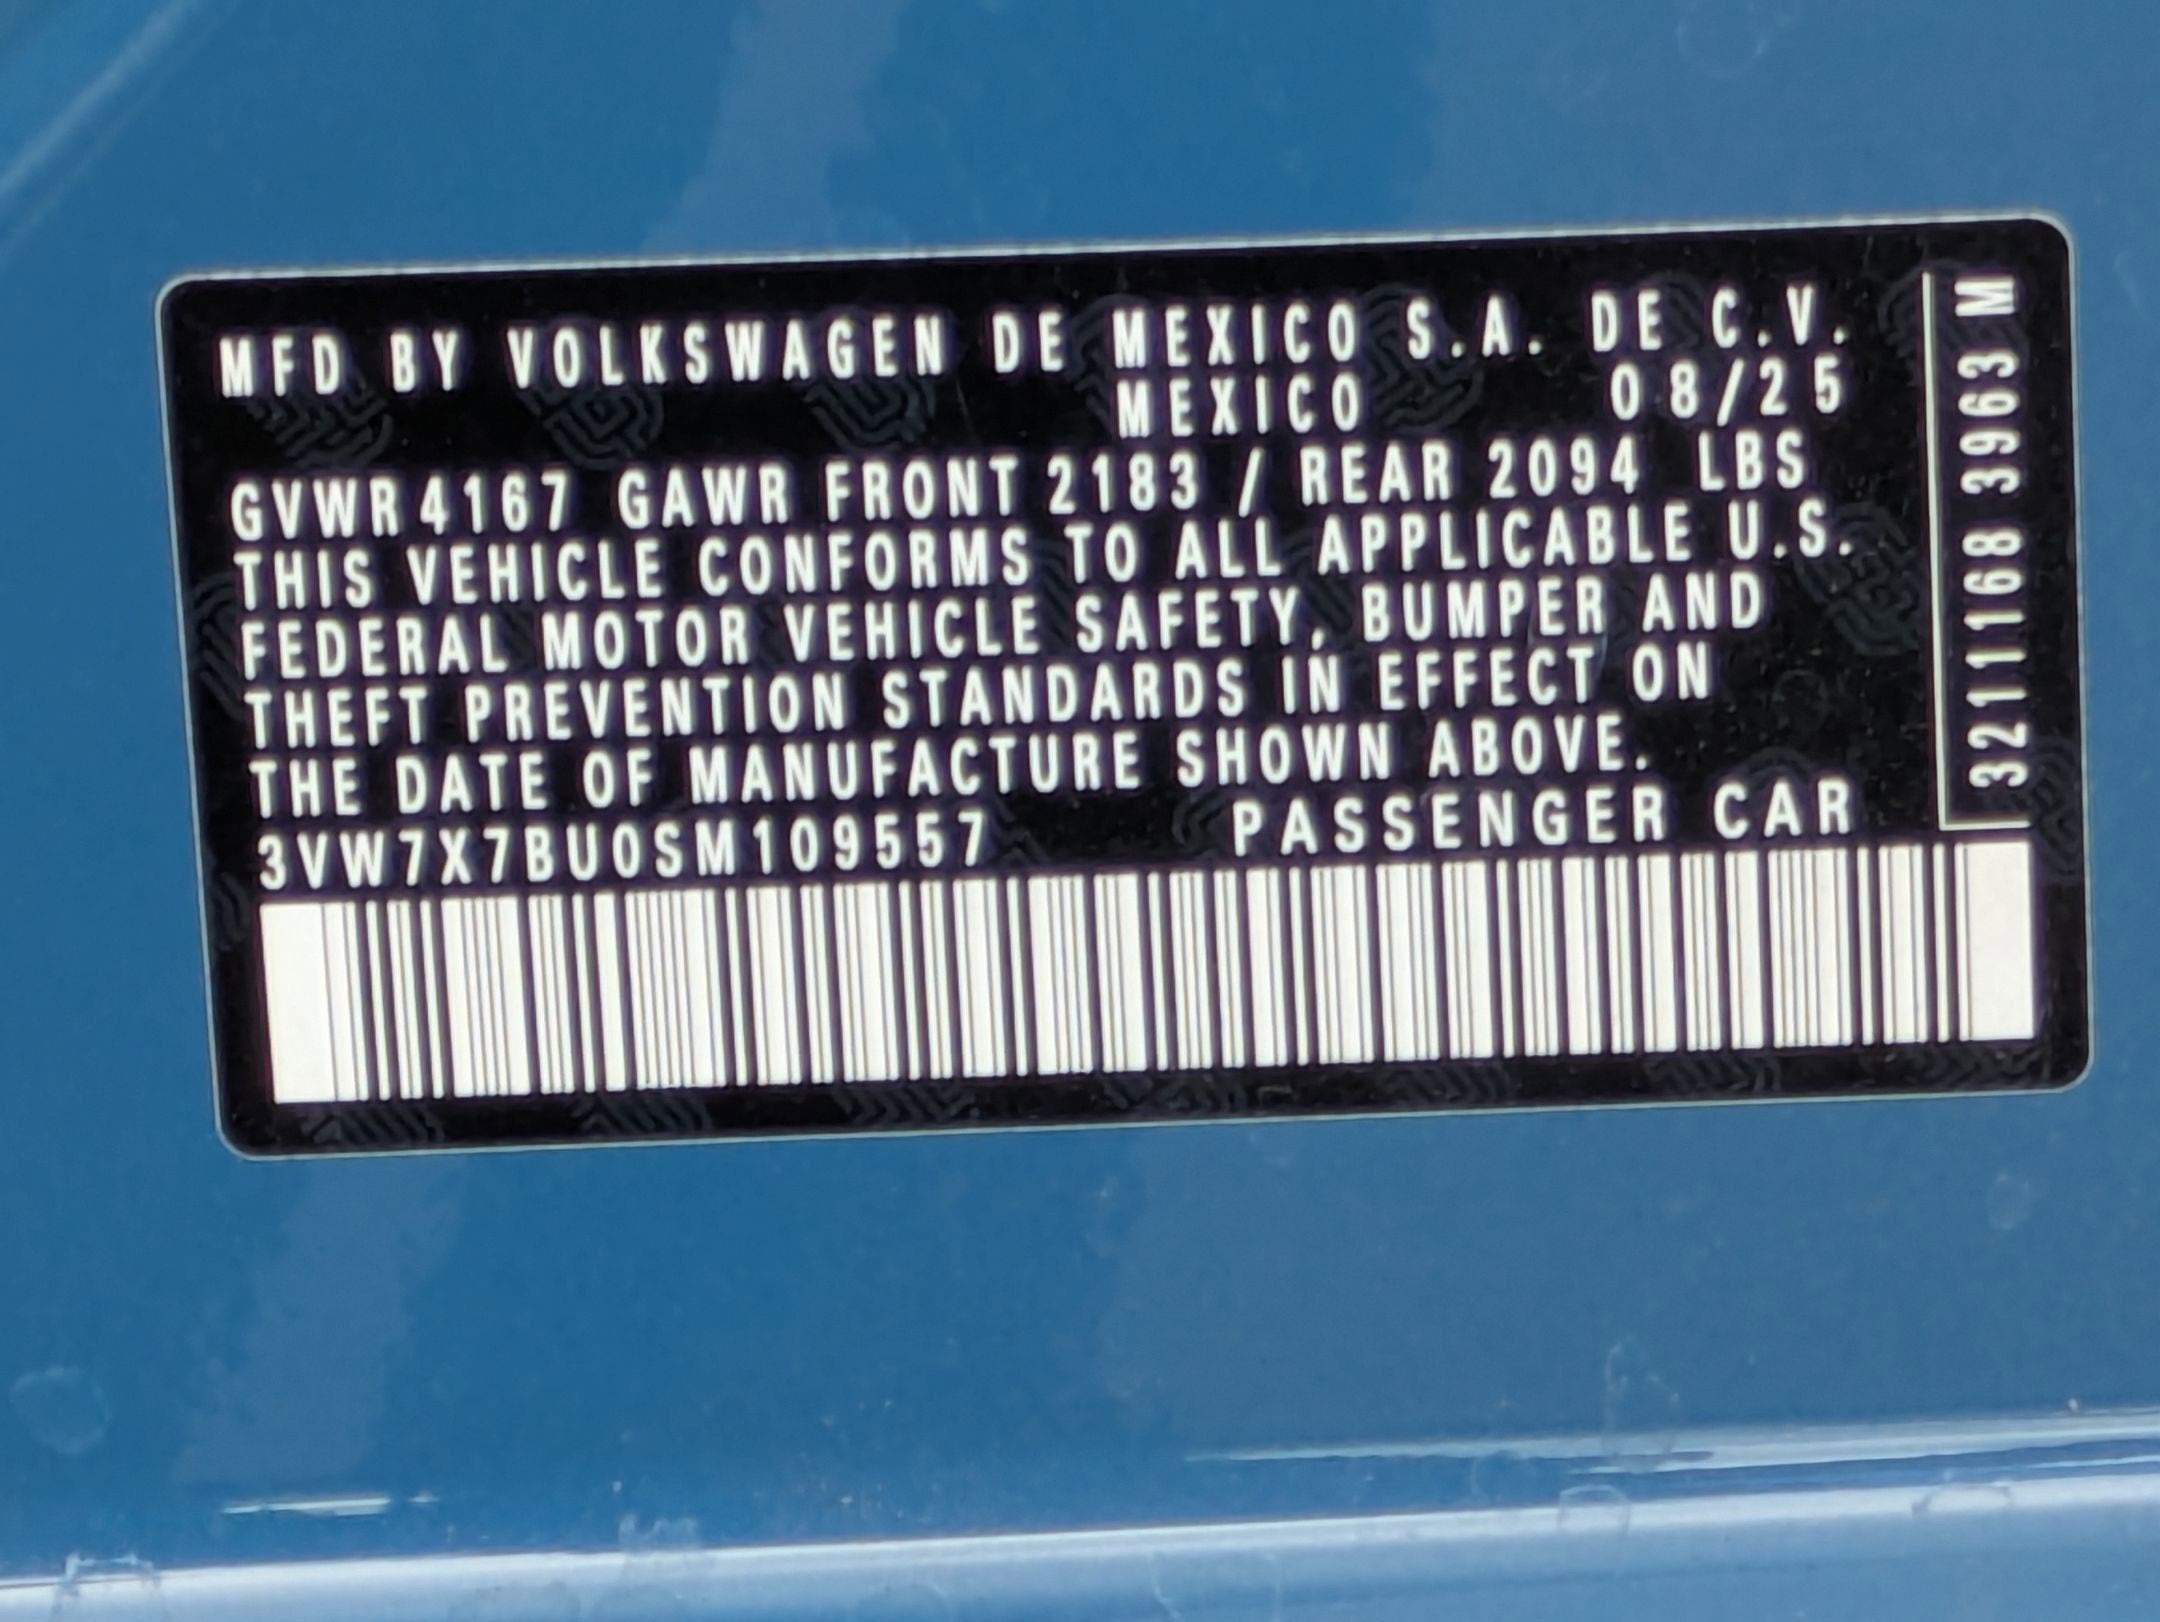 MFD BY VOLKSWAGEN DE MEXICO S.A. DE C.V.
MEXICO 08/25
GVWR 4167 GAWR FRONT 2183 / REAR 2094 LBS
THIS VEHICLE CONFORMS TO ALL APPLICABLE U.S.
FEDERAL MOTOR VEHICLE SAFETY, BUMPER AND
THEFT PREVENTION STANDARDS IN EFFECT ON
THE DATE OF MANUFACTURE SHOWN ABOVE.
3VW7X7BU0SM109557 PASSENGER CAR
3211168 3963 M